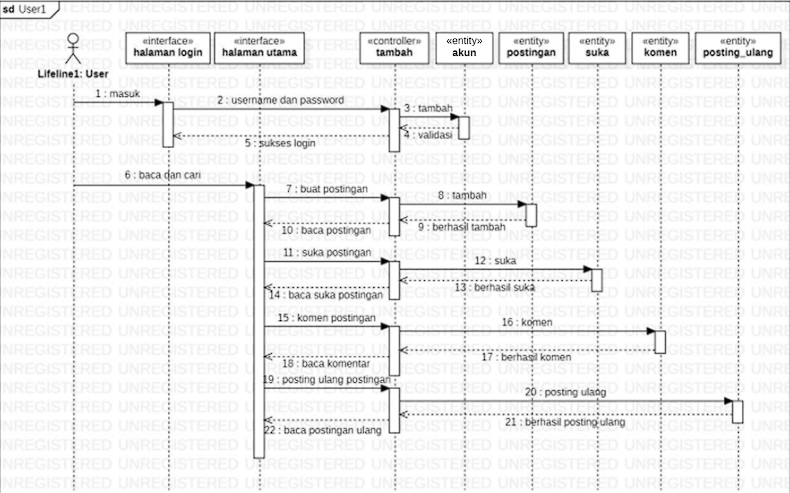 sd User1
«interface»
halaman login
«interface»
halaman utama
«controller»
tambah
«entity»
akun
«entity»
postingan
«entity»
suka
«entity»
komen
«entity»
posting_ulang
Lifeline1: User
1 : masuk
2 : username dan password
3 : tambah
4 : validasi
5 : sukses login
6 : baca dan cari
7 : buat postingan
8 : tambah
9 : berhasil tambah
10 : baca postingan
11 : suka postingan
12 : suka
13 : berhasil suka
14 : baca suka postingan
15 : komen postingan
16 : komen
17 : berhasil komen
18 : baca komentar
19 : posting ulang postingan
20 : posting ulang
21 : berhasil posting ulang
22 : baca postingan ulang
UNREGISTERED UNREGISTERED UNREGISTERED UNREGISTERED